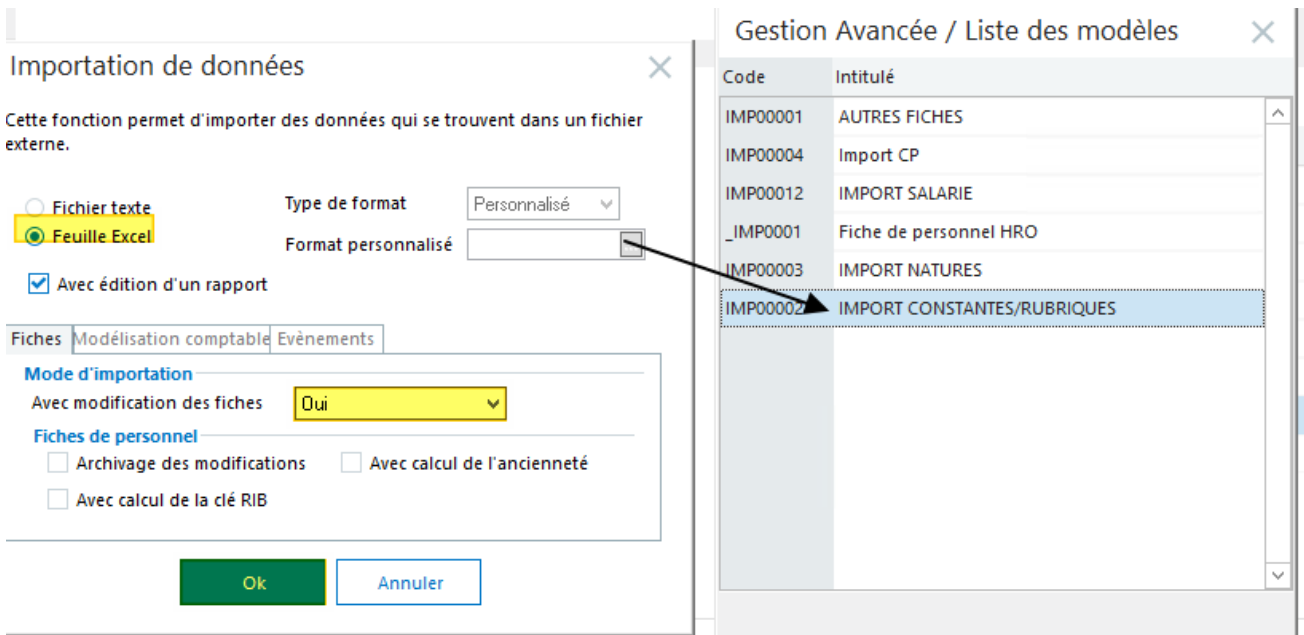 Importation de données
Cette fonction permet d'importer des données qui se trouvent dans un fichier
externe.
Fichier texte
Feuille Excel
Type de format
Personnalisé
Format personnalisé
...
Avec édition d'un rapport
Fiches
Modélisation comptable
Evènements
Mode d'importation
Avec modification des fiches
Oui
Fiches de personnel
Archivage des modifications
Avec calcul de l'ancienneté
Avec calcul de la clé RIB
Ok
Annuler
Gestion Avancée / Liste des modèles
Code Intitulé
IMP00001 AUTRES FICHES
IMP00004 Import CP
IMP00012 IMPORT SALARIE
_IMP0001 Fiche de personnel HRO
IMP00003 IMPORT NATURES
IMP00002 IMPORT CONSTANTES/RUBRIQUES